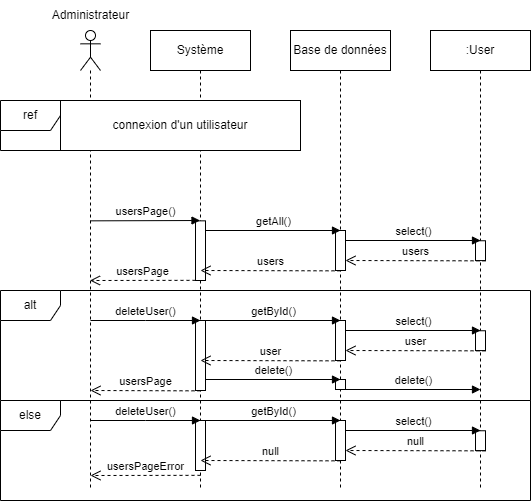 Administrateur
Système
Base de données
:User
ref
connexion d'un utilisateur
usersPage()
getAll()
select()
users
users
usersPage
alt
deleteUser()
getById()
select()
user
user
delete()
delete()
usersPage
else
deleteUser()
getById()
select()
null
null
usersPageError